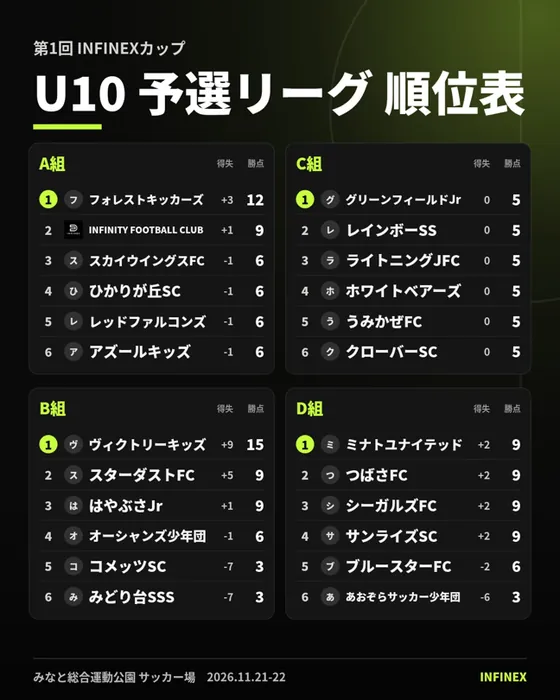 第1回 INFINEXカップ
U10 予選リーグ 順位表
A組 得失 勝点
1 フ フォレストキッカーズ +3 12
2 INFINITY FOOTBALL CLUB +1 9
3 ス スカイウイングスFC -1 6
4 ひ ひかりが丘SC -1 6
5 レ レッドファルコンズ -1 6
6 ア アズールキッズ -1 6
C組 得失 勝点
1 グ グリーンフィールドJr 0 5
2 レ レインボーSS 0 5
3 ラ ライトニングJFC 0 5
4 ホ ホワイトベアーズ 0 5
5 う うみかぜFC 0 5
6 ク クローバーSC 0 5
B組 得失 勝点
1 ヴ ヴィクトリーキッズ +9 15
2 ス スターダストFC +5 9
3 は はやぶさJr +1 9
4 オ オーシャンズ少年団 -1 6
5 コ コメッツSC -7 3
6 み みどり台SSS -7 3
D組 得失 勝点
1 ミ ミナトユナイテッド +2 9
2 つ つばさFC +2 9
3 シ シーガルズFC +2 9
4 サ サンライズSC +2 9
5 ブ ブルースターFC -2 6
6 あ あおぞらサッカー少年団 -6 3
みなと総合運動公園 サッカー場 2026.11.21-22
INFINEX